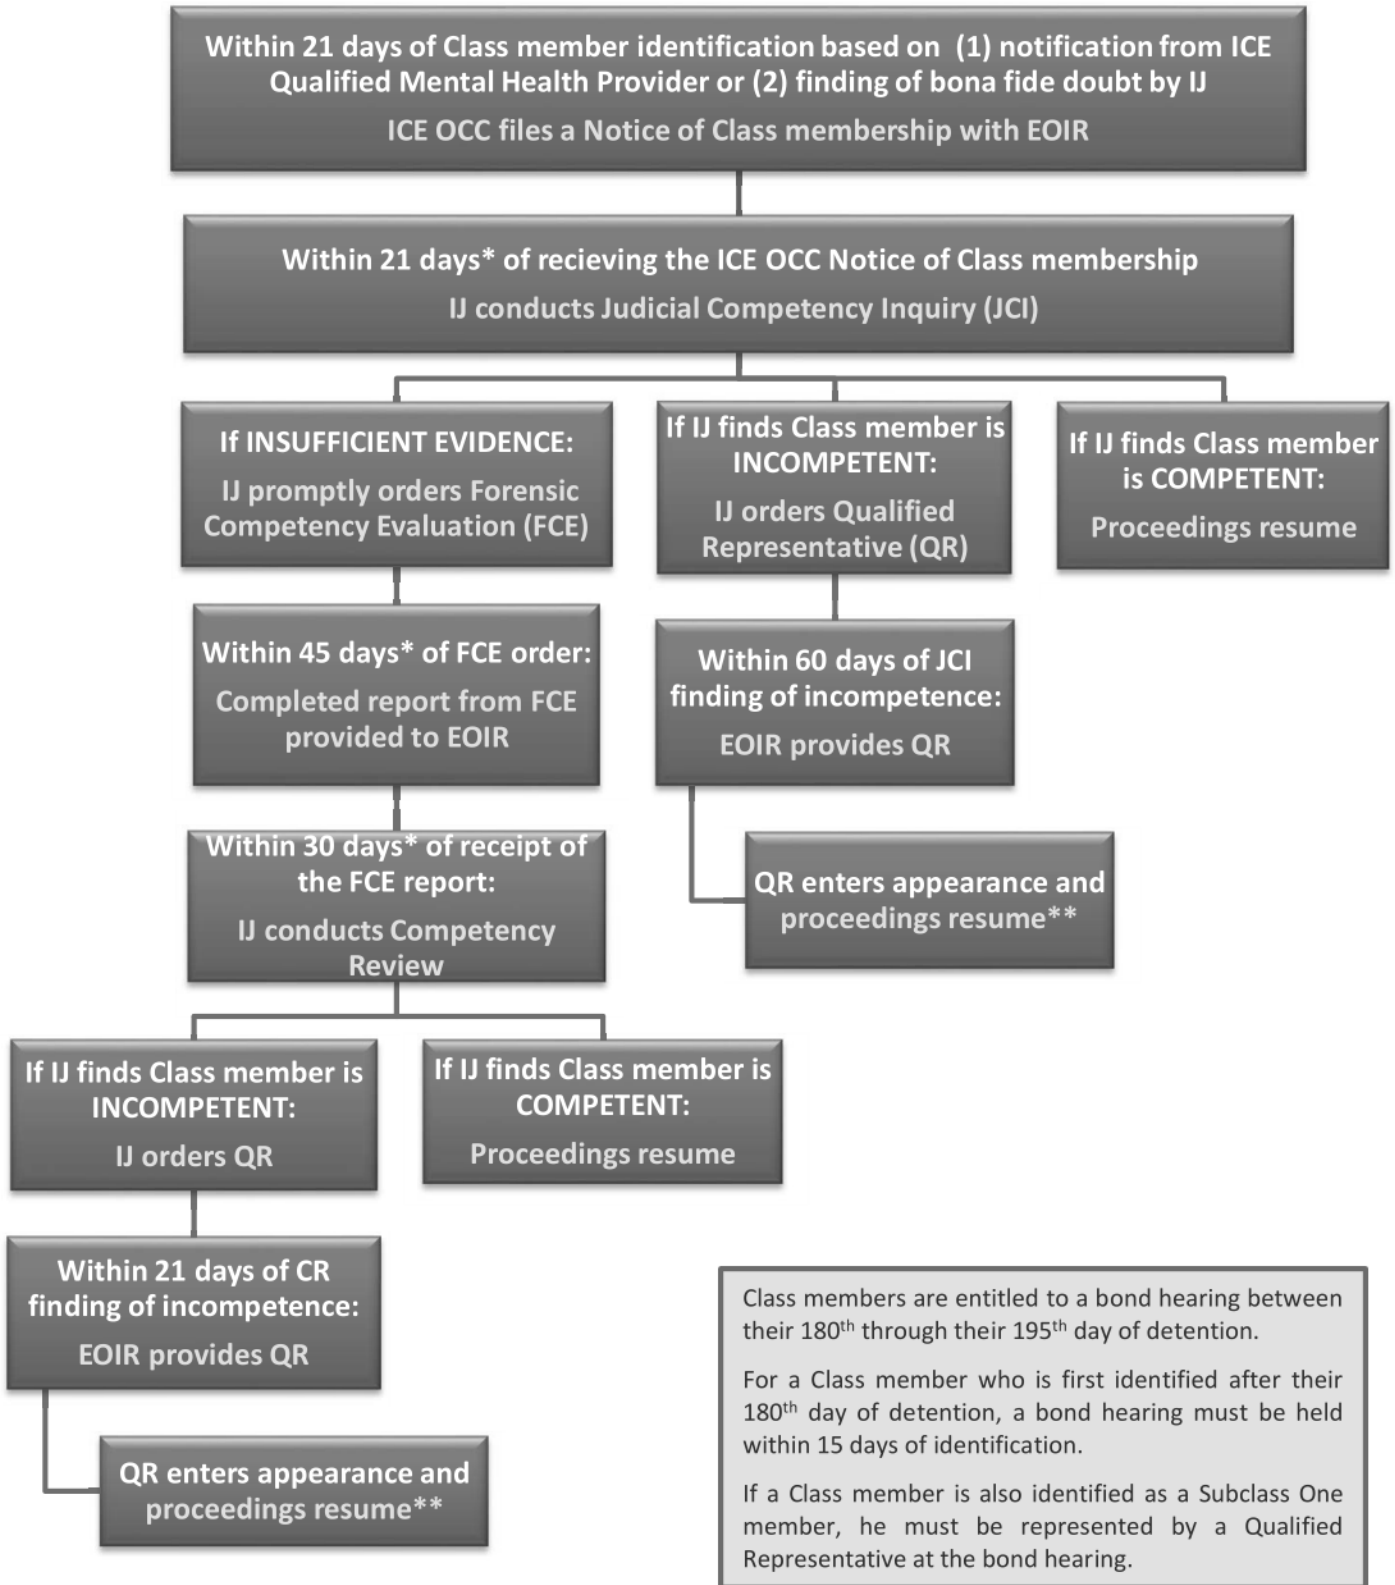 Within 21 days of Class member identification based on (1) notification from ICE
Qualified Mental Health Provider or (2) finding of bona fide doubt by IJ
ICE OCC files a Notice of Class membership with EOIR
Within 21 days* of recieving the ICE OCC Notice of Class membership
IJ conducts Judicial Competency Inquiry (JCI)
If INSUFFICIENT EVIDENCE:
IJ promptly orders Forensic
Competency Evaluation (FCE)
If IJ finds Class member is
INCOMPETENT:
IJ orders Qualified
Representative (QR)
If IJ finds Class member
is COMPETENT:
Proceedings resume
Within 45 days* of FCE order:
Completed report from FCE
provided to EOIR
Within 60 days of JCI
finding of incompetence:
EOIR provides QR
Within 30 days* of receipt of
the FCE report:
IJ conducts Competency
Review
QR enters appearance and
proceedings resume**
If IJ finds Class member is
INCOMPETENT:
IJ orders QR
If IJ finds Class member is
COMPETENT:
Proceedings resume
Within 21 days of CR
finding of incompetence:
EOIR provides QR
QR enters appearance and
proceedings resume**
Class members are entitled to a bond hearing between
their 180th through their 195th day of detention.
For a Class member who is first identified after their
180th day of detention, a bond hearing must be held
within 15 days of identification.
If a Class member is also identified as a Subclass One
member, he must be represented by a Qualified
Representative at the bond hearing.